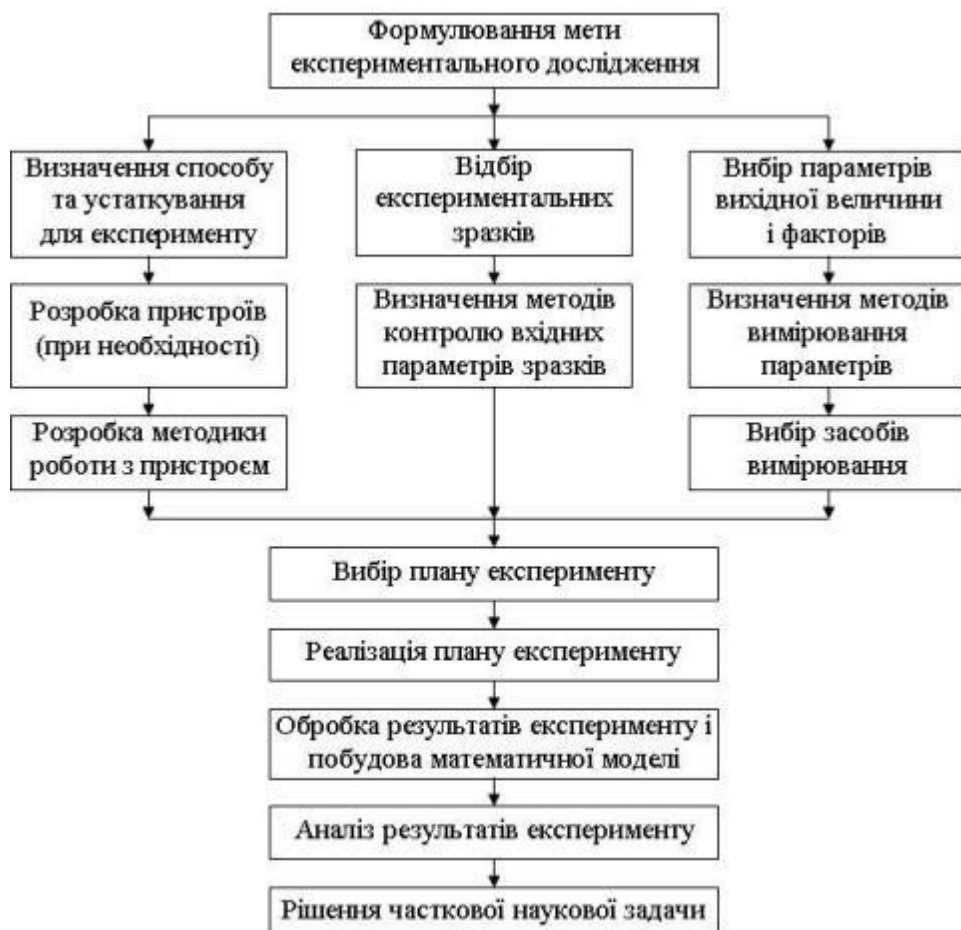 Формулювання мети
експериментального дослідження
Визначення способу
та устаткування
для експерименту
Відбір
експериментальних
зразків
Вибір параметрів
вихідної величини
і факторів
Розробка пристроїв
(при необхідності)
Визначення методів
контролю вхідних
параметрів зразків
Визначення методів
вимірювання
параметрів
Розробка методики
роботи з пристроєм
Вибір засобів
вимірювання
Вибір плану експерименту
Реалізація плану експерименту
Обробка результатів експерименту і
побудова математичної моделі
Аналіз результатів експерименту
Рішення часткової наукової задачи